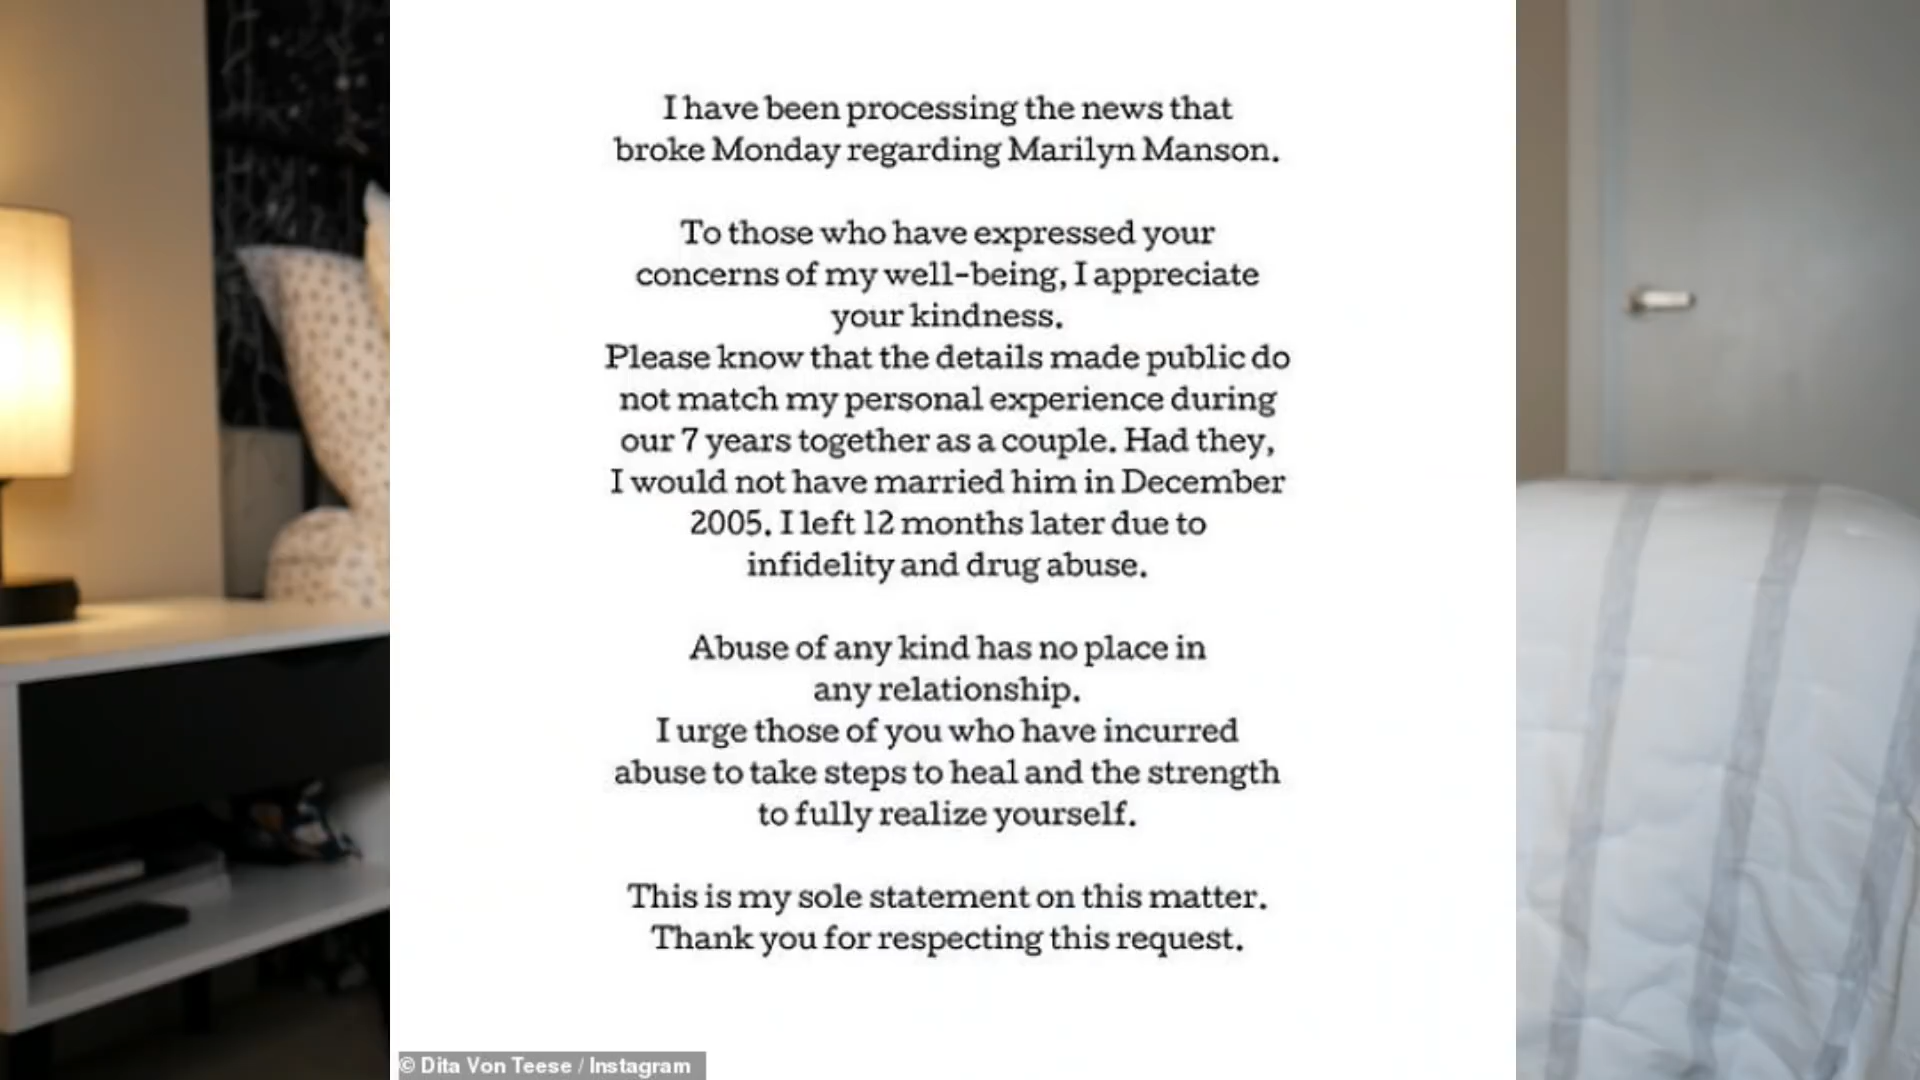 I have been processing the news that
broke Monday regarding Marilyn Manson.
To those who have expressed your
concerns of my well-being, I appreciate
your kindness.
Please know that the details made public do
not match my personal experience during
our 7 years together as a couple. Had they,
I would not have married him in December
2005. I left 12 months later due to
infidelity and drug abuse.
Abuse of any kind has no place in
any relationship.
I urge those of you who have incurred
abuse to take steps to heal and the strength
to fully realize yourself.
This is my sole statement on this matter.
Thank you for respecting this request.
© Dita Von Teese / Instagram